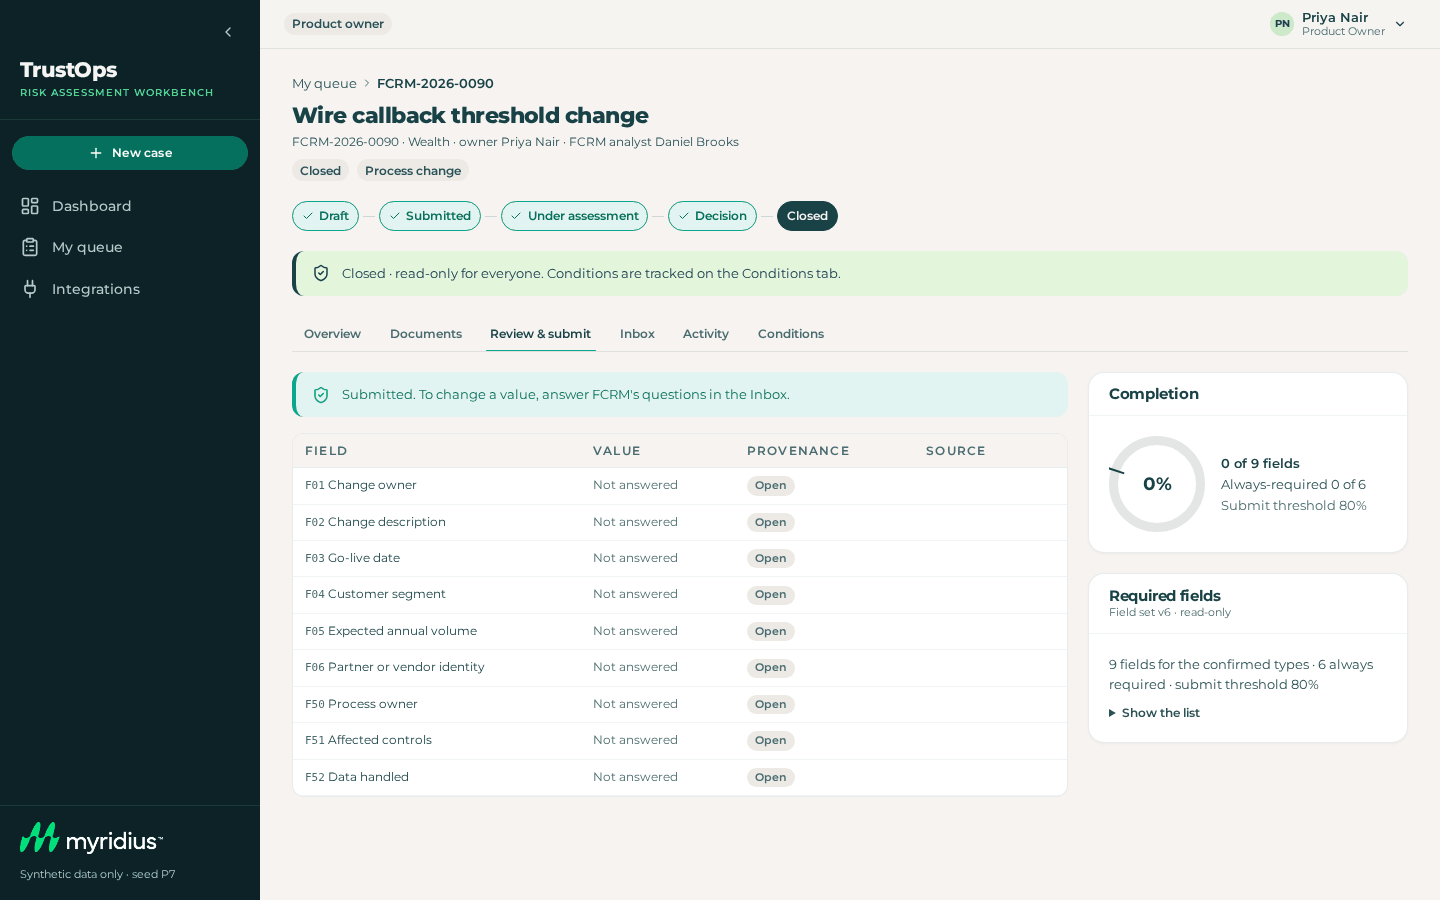 Product owner
PN
Priya Nair
Product Owner
TrustOps
RISK ASSESSMENT WORKBENCH
New case
Dashboard
My queue
Integrations
myridius™
Synthetic data only · seed P7
My queue > FCRM-2026-0090
Wire callback threshold change
FCRM-2026-0090 · Wealth · owner Priya Nair · FCRM analyst Daniel Brooks
Closed Process change
Draft Submitted Under assessment Decision Closed
Closed · read-only for everyone. Conditions are tracked on the Conditions tab.
Overview Documents Review & submit Inbox Activity Conditions
Submitted. To change a value, answer FCRM's questions in the Inbox.
FIELD VALUE PROVENANCE SOURCE
F01 Change owner Not answered Open
F02 Change description Not answered Open
F03 Go-live date Not answered Open
F04 Customer segment Not answered Open
F05 Expected annual volume Not answered Open
F06 Partner or vendor identity Not answered Open
F50 Process owner Not answered Open
F51 Affected controls Not answered Open
F52 Data handled Not answered Open
Completion
0%
0 of 9 fields
Always-required 0 of 6
Submit threshold 80%
Required fields
Field set v6 · read-only
9 fields for the confirmed types · 6 always
required · submit threshold 80%
Show the list